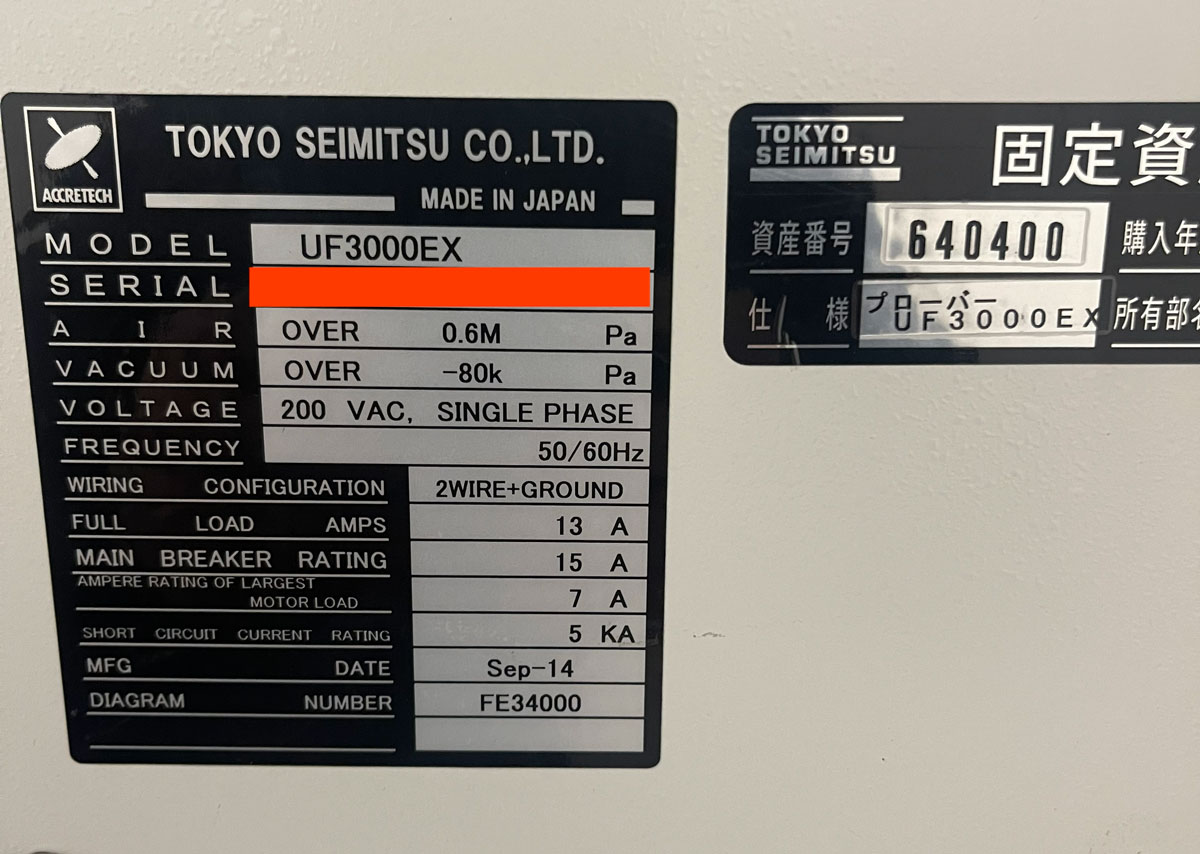 ACCRETECH
TOKYO SEIMITSU CO.,LTD.
MADE IN JAPAN
MODEL UF3000EX
SERIAL
AIR OVER 0.6M Pa
VACUUM OVER -80k Pa
VOLTAGE 200 VAC, SINGLE PHASE
FREQUENCY 50/60Hz
WIRING CONFIGURATION 2WIRE+GROUND
FULL LOAD AMPS 13 A
MAIN BREAKER RATING 15 A
AMPERE RATING OF LARGEST
MOTOR LOAD 7 A
SHORT CIRCUIT CURRENT RATING 5 KA
MFG DATE Sep-14
DIAGRAM NUMBER FE34000
TOKYO
SEIMITSU
固定資
資産番号 640400 購入年
仕様 プローバー
UF3000EX 所有部名